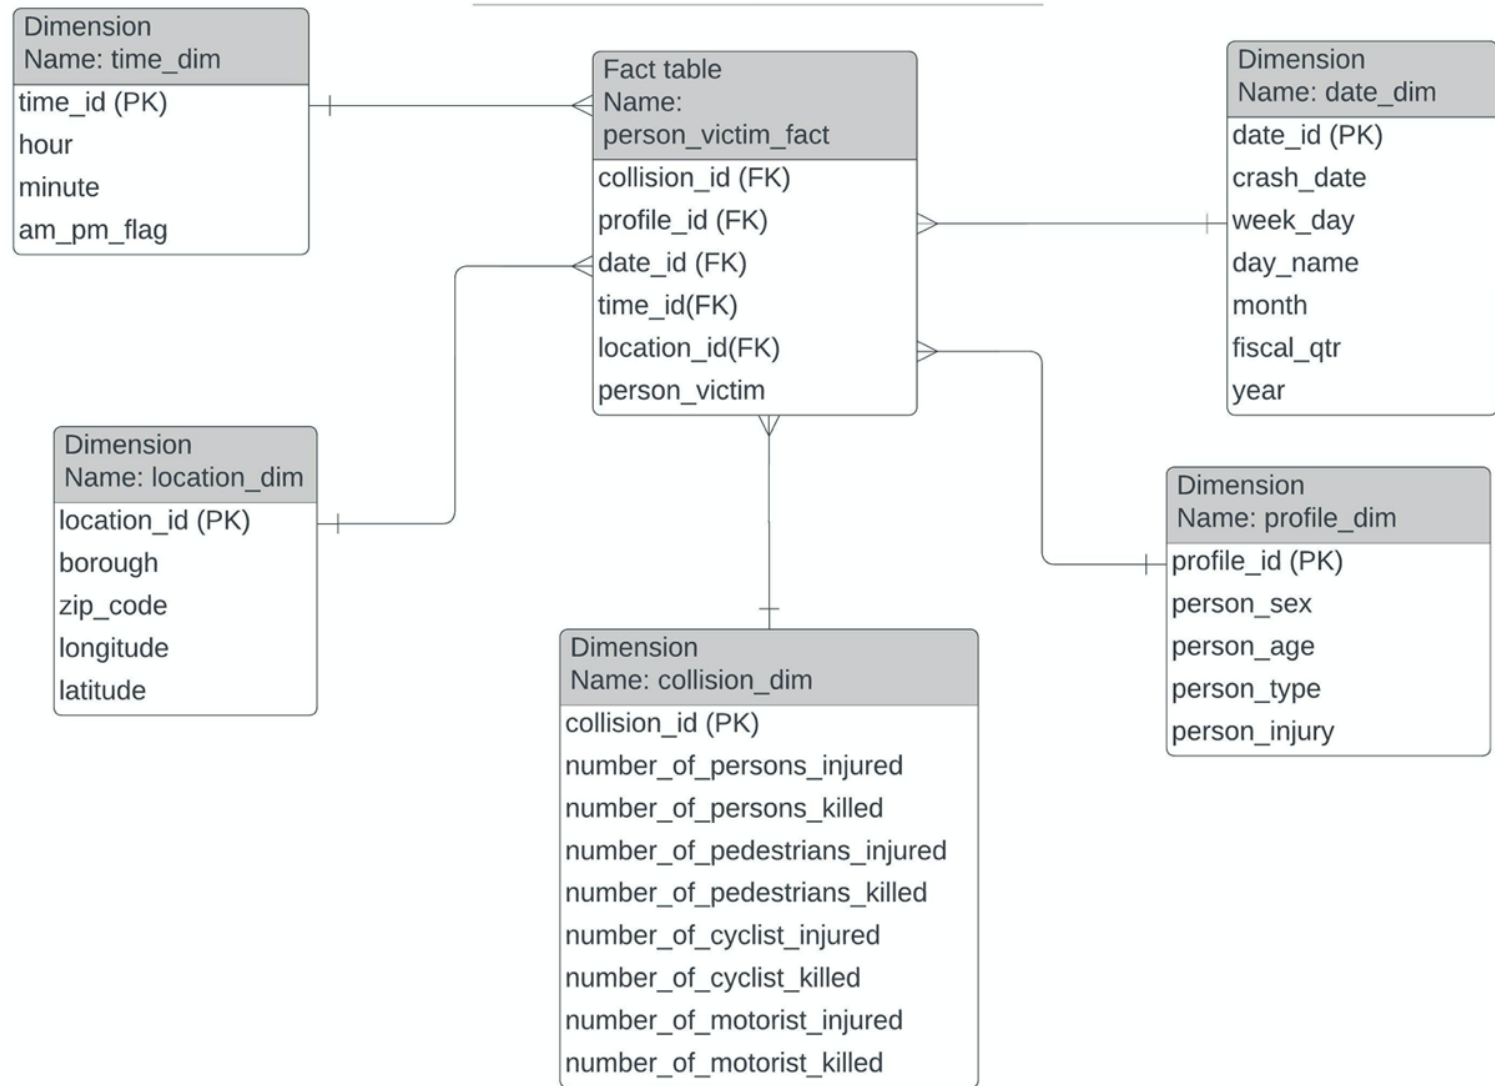 Dimension
Name: time_dim
time_id (PK)
hour
minute
am_pm_flag
Fact table
Name:
person_victim_fact
collision_id (FK)
profile_id (FK)
date_id (FK)
time_id(FK)
location_id(FK)
person_victim
Dimension
Name: date_dim
date_id (PK)
crash_date
week_day
day_name
month
fiscal_qtr
year
Dimension
Name: location_dim
location_id (PK)
borough
zip_code
longitude
latitude
Dimension
Name: collision_dim
collision_id (PK)
number_of_persons_injured
number_of_persons_killed
number_of_pedestrians_injured
number_of_pedestrians_killed
number_of_cyclist_injured
number_of_cyclist_killed
number_of_motorist_injured
number_of_motorist_killed
Dimension
Name: profile_dim
profile_id (PK)
person_sex
person_age
person_type
person_injury